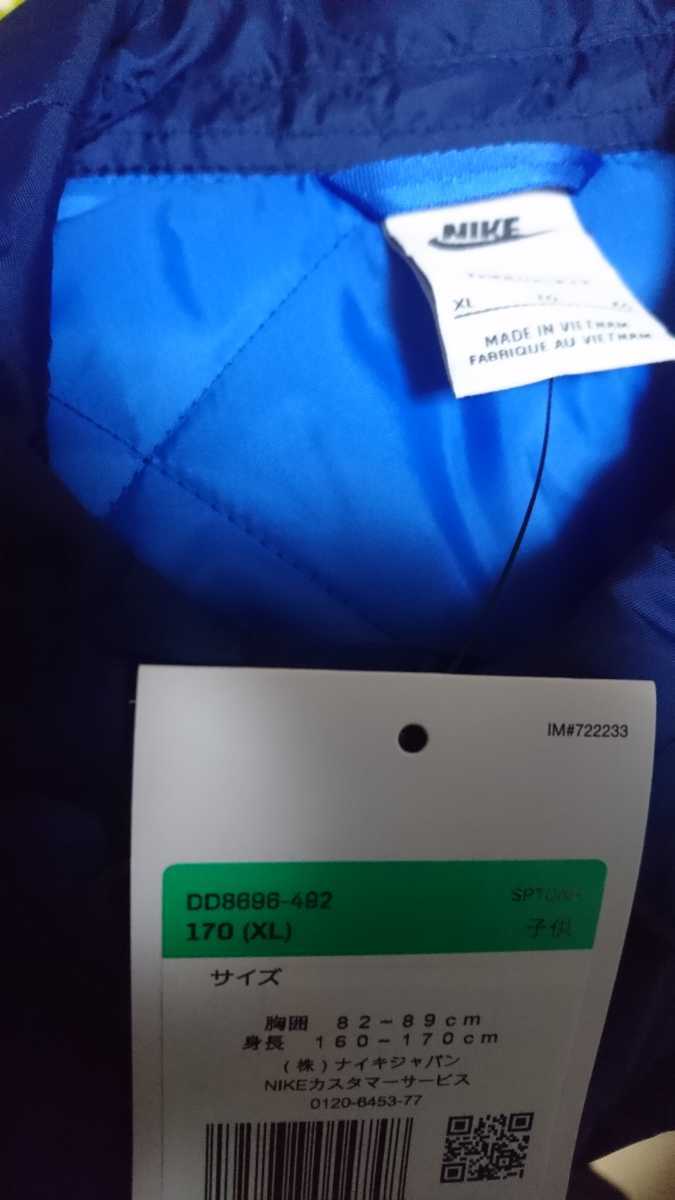 NIKE
XL
MADE IN VIETNAM
FABRIQUE AU VIETNAM
IM#722233
DD8696-492
170 (XL)
子供
サイズ
胸囲 82~89cm
身長 160~170cm
(株)ナイキジャパン
NIKEカスタマーサービス
0120-6453-77